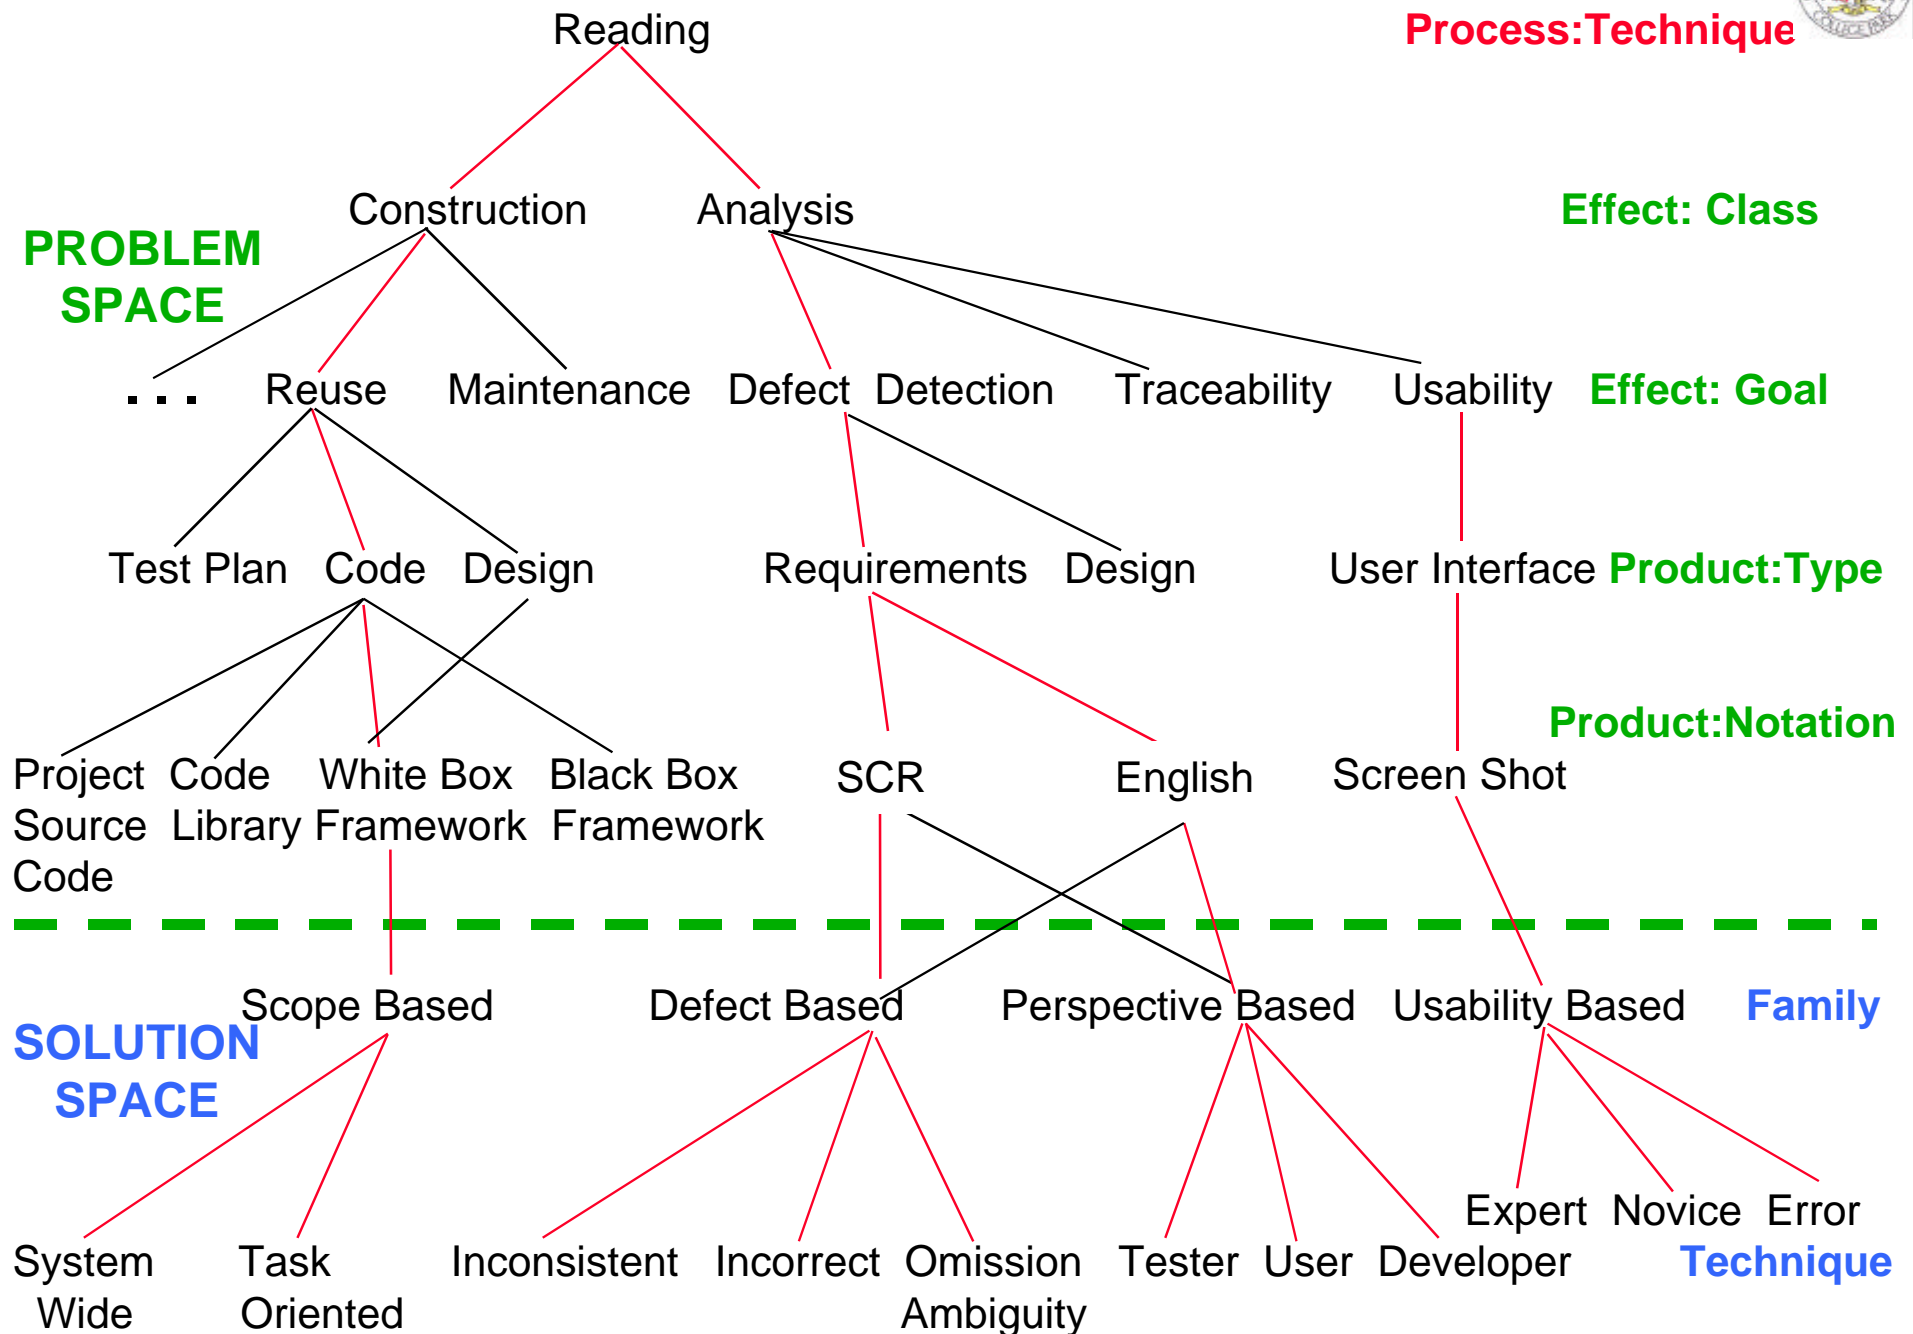 Reading
Process:Technique
COLLEGE PARK
Construction
Analysis
Effect: Class
PROBLEM
SPACE
. . .
Reuse
Maintenance
Defect Detection
Traceability
Usability
Effect: Goal
Test Plan
Code
Design
Requirements
Design
User Interface
Product:Type
Product:Notation
Project
Source
Code
Code
Library
White Box
Framework
Black Box
Framework
SCR
English
Screen Shot
Scope Based
Defect Based
Perspective Based
Usability Based
Family
SOLUTION
SPACE
Expert
Novice
Error
System
Wide
Task
Oriented
Inconsistent
Incorrect
Omission
Ambiguity
Tester
User
Developer
Technique